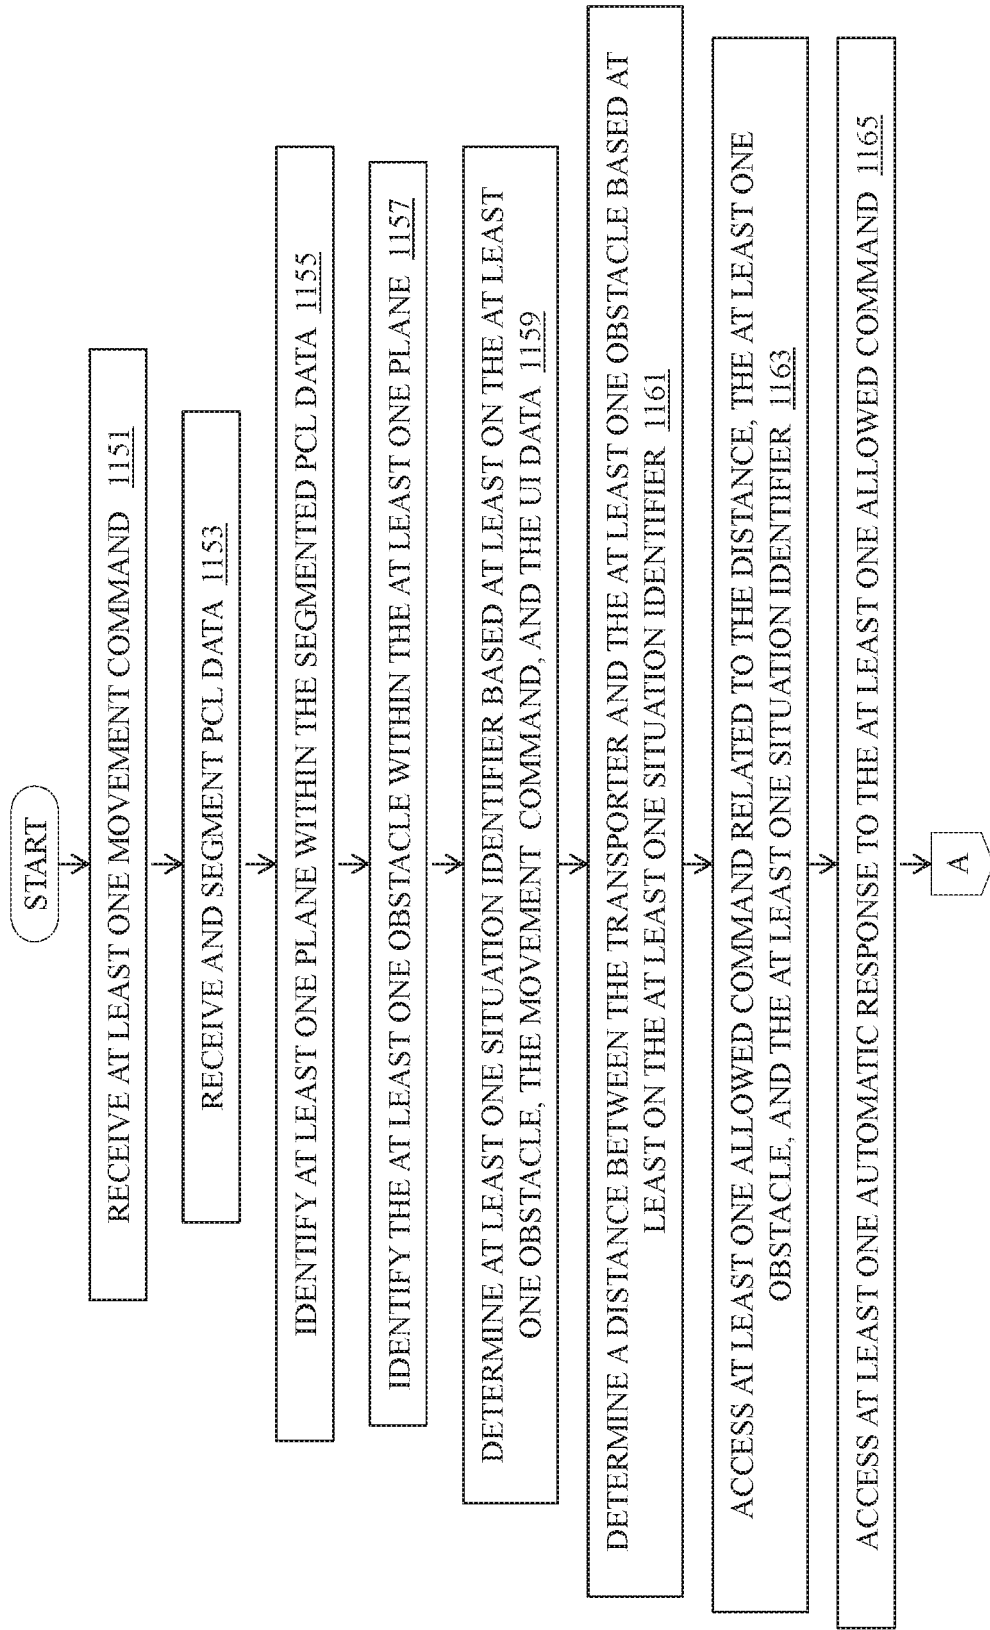 START
RECEIVE AT LEAST ONE MOVEMENT COMMAND 1151
RECEIVE AND SEGMENT PCL DATA 1153
IDENTIFY AT LEAST ONE PLANE WITHIN THE SEGMENTED PCL DATA 1155
IDENTIFY THE AT LEAST ONE OBSTACLE WITHIN THE AT LEAST ONE PLANE 1157
DETERMINE AT LEAST ONE SITUATION IDENTIFIER BASED AT LEAST ON THE AT LEAST
ONE OBSTACLE, THE MOVEMENT COMMAND, AND THE UI DATA 1159
DETERMINE A DISTANCE BETWEEN THE TRANSPORTER AND THE AT LEAST ONE OBSTACLE BASED AT
LEAST ON THE AT LEAST ONE SITUATION IDENTIFIER 1161
ACCESS AT LEAST ONE ALLOWED COMMAND RELATED TO THE DISTANCE, THE AT LEAST ONE
OBSTACLE, AND THE AT LEAST ONE SITUATION IDENTIFIER 1163
ACCESS AT LEAST ONE AUTOMATIC RESPONSE TO THE AT LEAST ONE ALLOWED COMMAND 1165
A